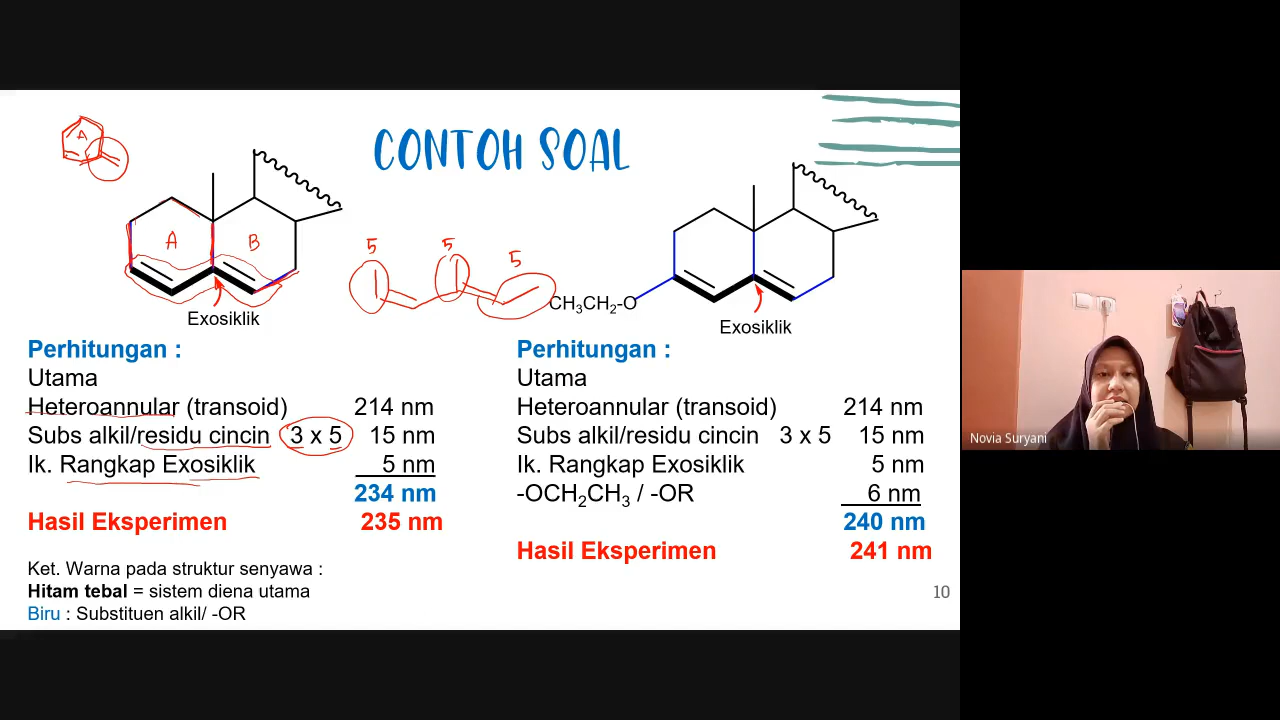 CONTOH SOAL
A
A
B
5
5
5
Exosiklik
CH3CH2-O
Exosiklik
Perhitungan :
Utama
Heteroannular (transoid) 214 nm
Subs alkil/residu cincin 3 x 5 15 nm
Ik. Rangkap Exosiklik 5 nm
234 nm
Hasil Eksperimen 235 nm
Ket. Warna pada struktur senyawa :
Hitam tebal = sistem diena utama
Biru : Substituen alkil/ -OR
Perhitungan :
Utama
Heteroannular (transoid) 214 nm
Subs alkil/residu cincin 3 x 5 15 nm
Ik. Rangkap Exosiklik 5 nm
-OCH2CH3 / -OR 6 nm
240 nm
Hasil Eksperimen 241 nm
10
Novia Suryani